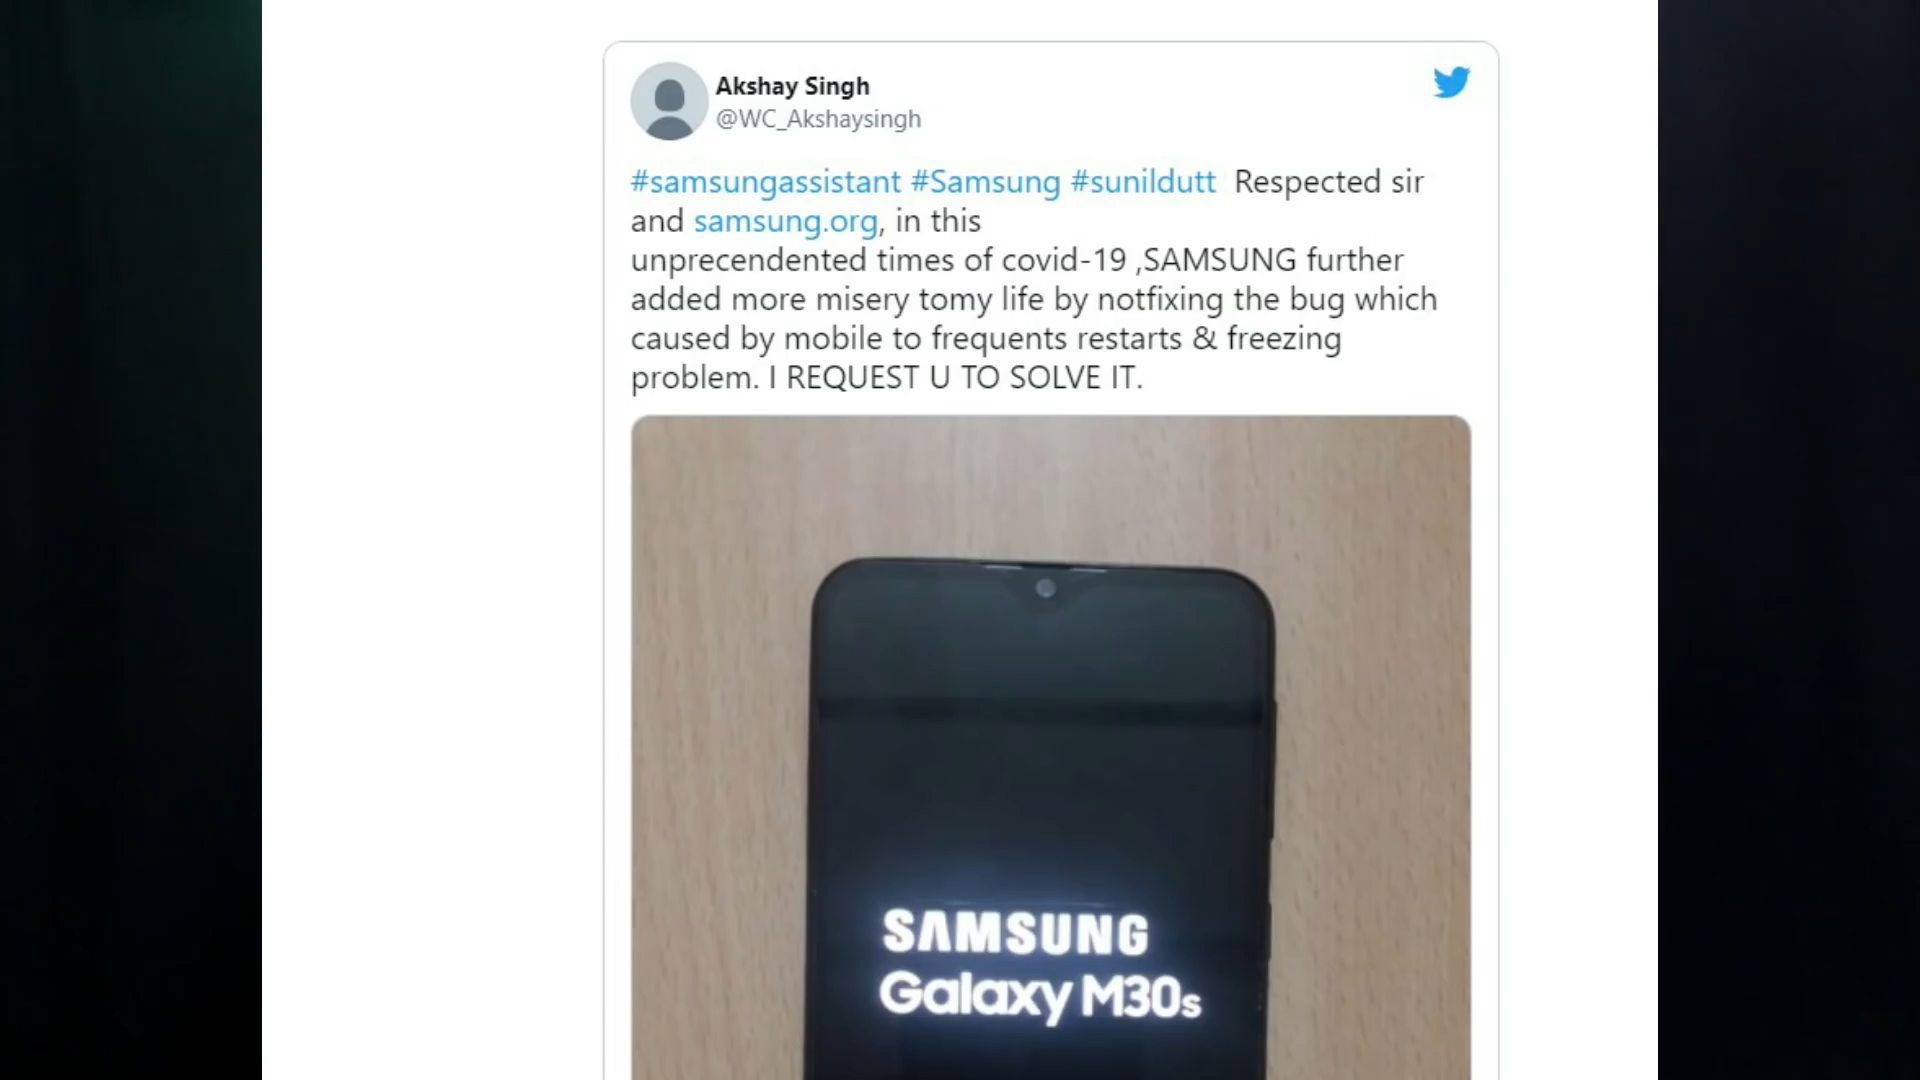 Akshay Singh
@WC_Akshaysingh
#samsungassistant #Samsung #sunildutt Respected sir
and samsung.org, in this
unprecendented times of covid-19 ,SAMSUNG further
added more misery tomy life by notfixing the bug which
caused by mobile to frequents restarts & freezing
problem. I REQUEST U TO SOLVE IT.
SAMSUNG
Galaxy M30s